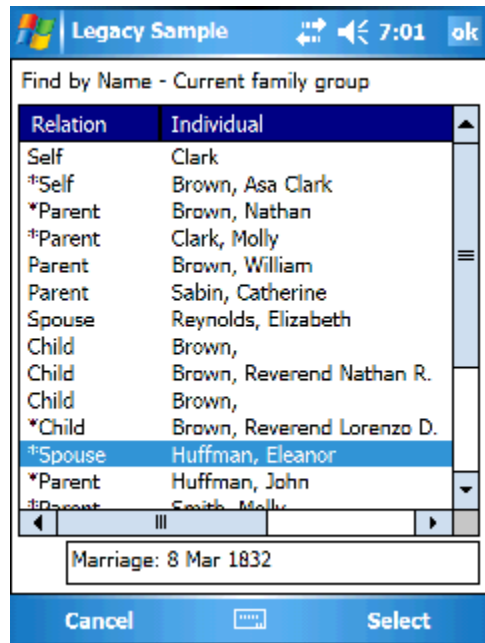 Legacy Sample 7:01 ok
Find by Name - Current family group
Relation Individual
Self Clark
*Self Brown, Asa Clark
*Parent Brown, Nathan
*Parent Clark, Molly
Parent Brown, William
Parent Sabin, Catherine
Spouse Reynolds, Elizabeth
Child Brown,
Child Brown, Reverend Nathan R.
Child Brown,
*Child Brown, Reverend Lorenzo D.
*Spouse Huffman, Eleanor
*Parent Huffman, John
*Parent Smith, Molly
Marriage: 8 Mar 1832
Cancel Select